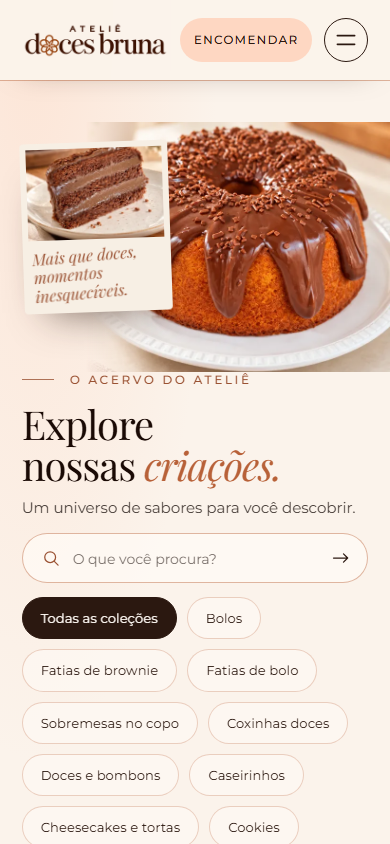 ATELIÊ
doces bruna
ENCOMENDAR
Mais que doces,
momentos
inesquecíveis.
O ACERVO DO ATELIÊ
Explore
nossas criações.
Um universo de sabores para você descobrir.
O que você procura?
Todas as coleções
Bolos
Fatias de brownie
Fatias de bolo
Sobremesas no copo
Coxinhas doces
Doces e bombons
Caseirinhos
Cheesecakes e tortas
Cookies